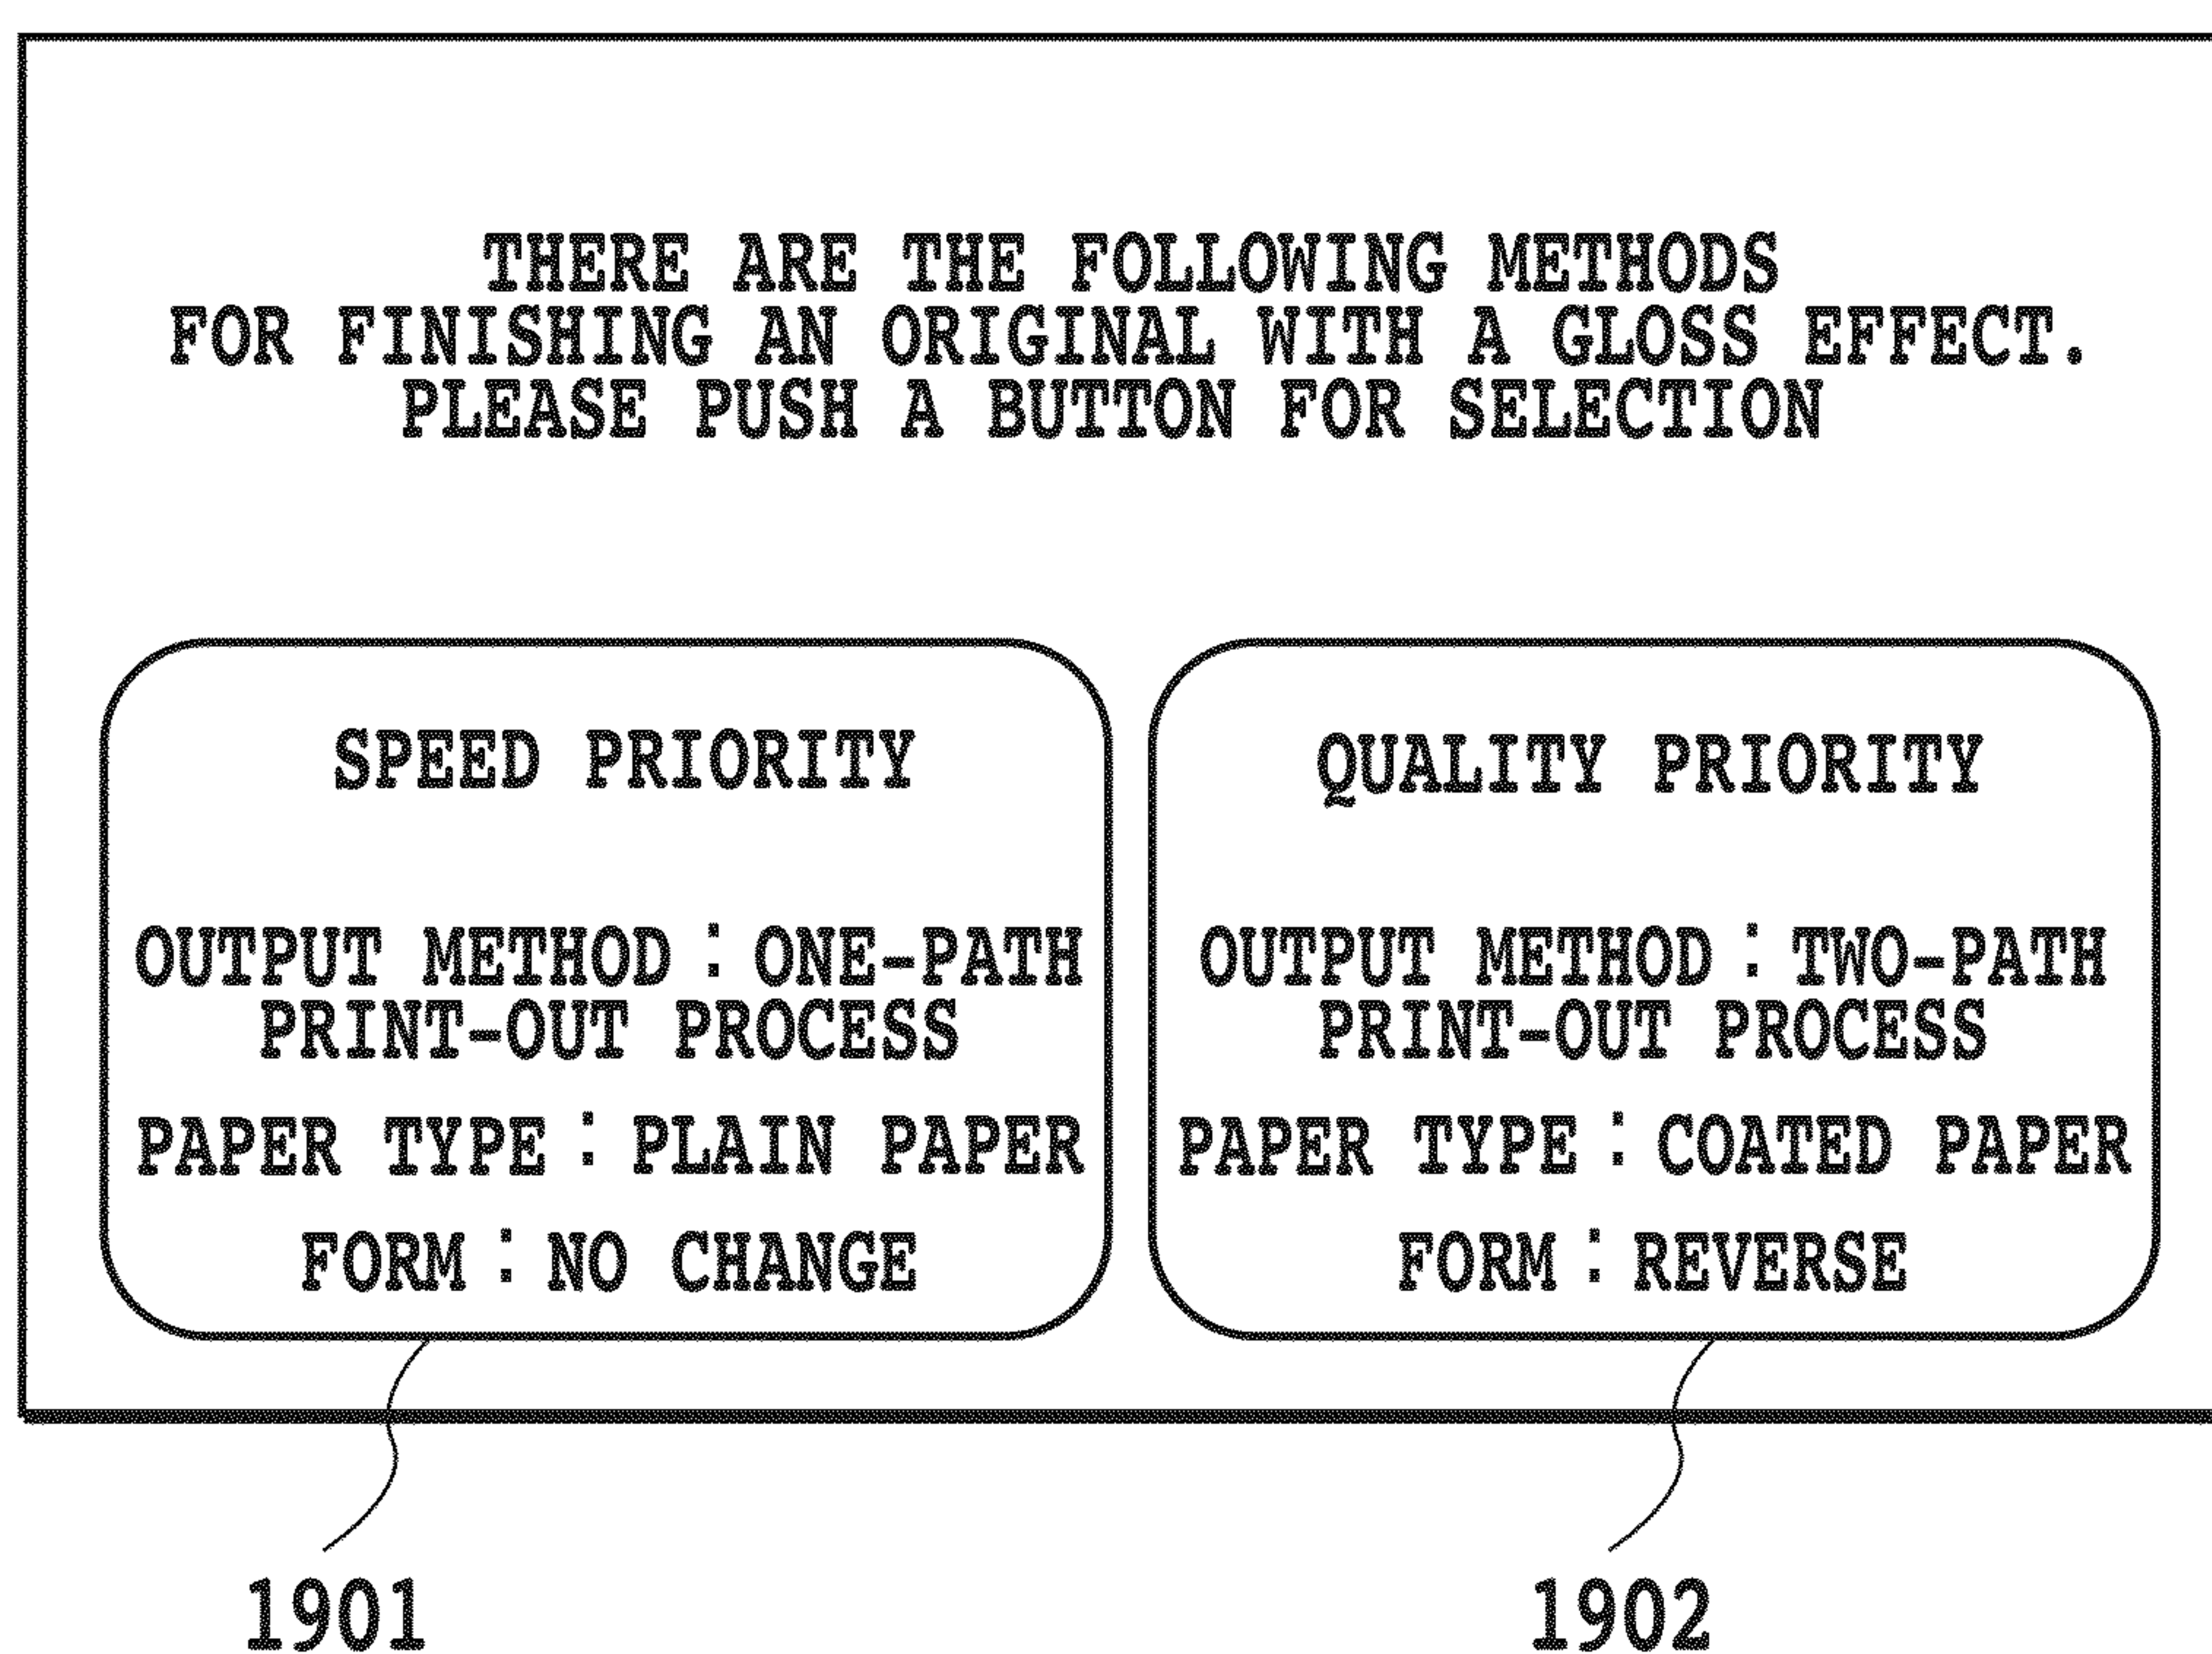 THERE ARE THE FOLLOWING METHODS
FOR FINISHING AN ORIGINAL WITH A GLOSS EFFECT.
PLEASE PUSH A BUTTON FOR SELECTION
SPEED PRIORITY
OUTPUT METHOD : ONE-PATH
PRINT-OUT PROCESS
PAPER TYPE : PLAIN PAPER
FORM : NO CHANGE
QUALITY PRIORITY
OUTPUT METHOD : TWO-PATH
PRINT-OUT PROCESS
PAPER TYPE : COATED PAPER
FORM : REVERSE
1901
1902